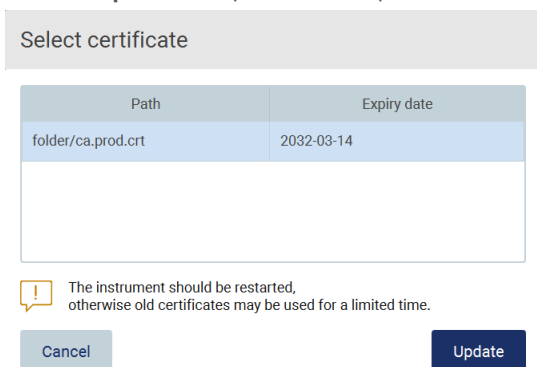 Select certificate
Path Expiry date
folder/ca.prod.crt 2032-03-14
! The instrument should be restarted,
otherwise old certificates may be used for a limited time.
Cancel Update